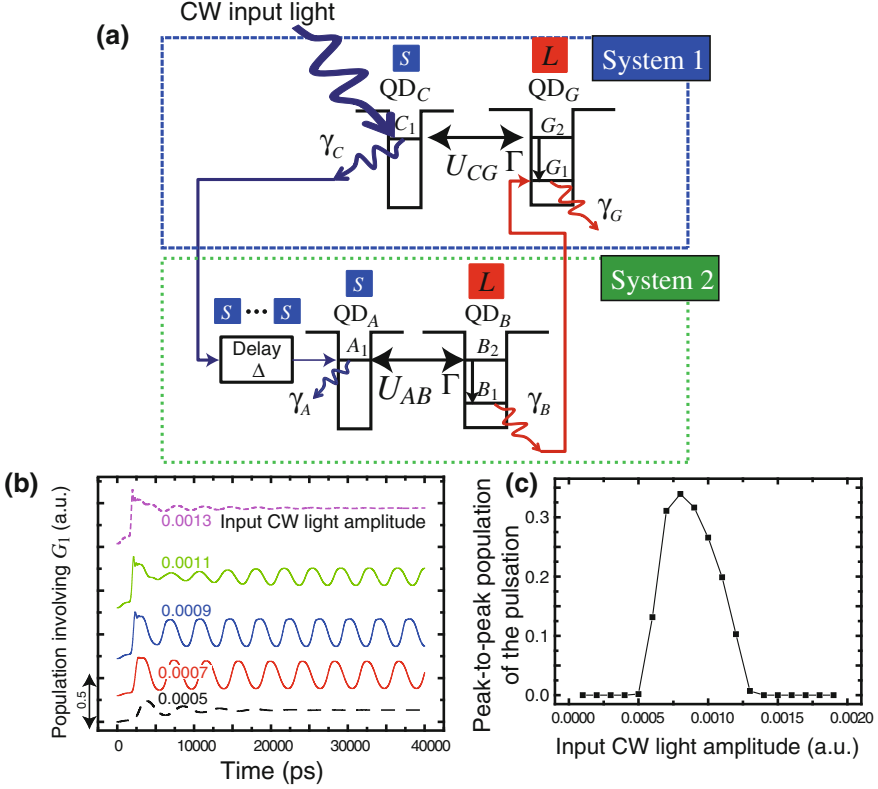 CW input light
(a)
System 1
S
L
QD_C
QD_G
C_1
G_2
γ_C
U_CG
Γ
G_1
γ_G
System 2
S
L
S ••• S
QD_A
QD_B
Delay
Δ
A_1
B_2
U_AB
Γ
B_1
γ_A
γ_B
(b)
Population involving G_1 (a.u.)
0.5
0.0013
Input CW light amplitude
0.0011
0.0009
0.0007
0.0005
0 10000 20000 30000 40000
Time (ps)
(c)
Peak-to-peak population
of the pulsation
0.3
0.2
0.1
0.0
0.0000 0.0005 0.0010 0.0015 0.0020
Input CW light amplitude (a.u.)